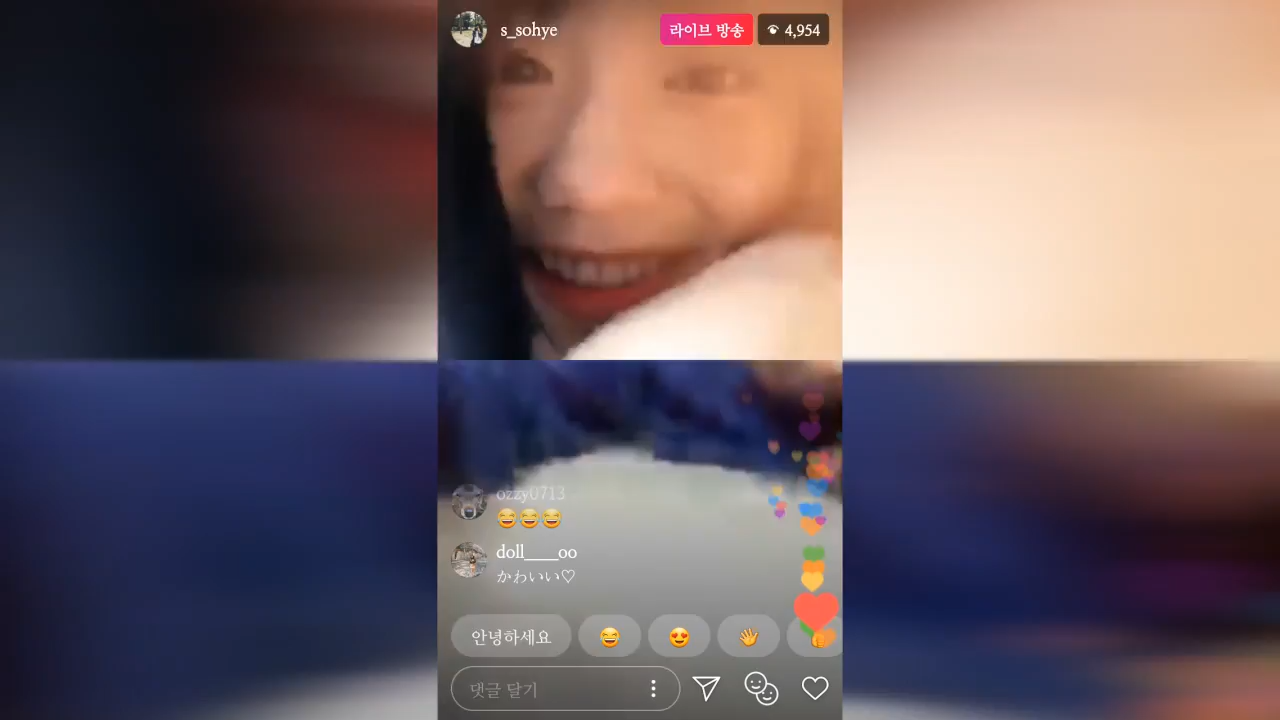 s_sohye
라이브 방송
4,954
ozzy0713
😆😆😆
doll___oo
かわいい♡
안녕하세요
댓글 달기